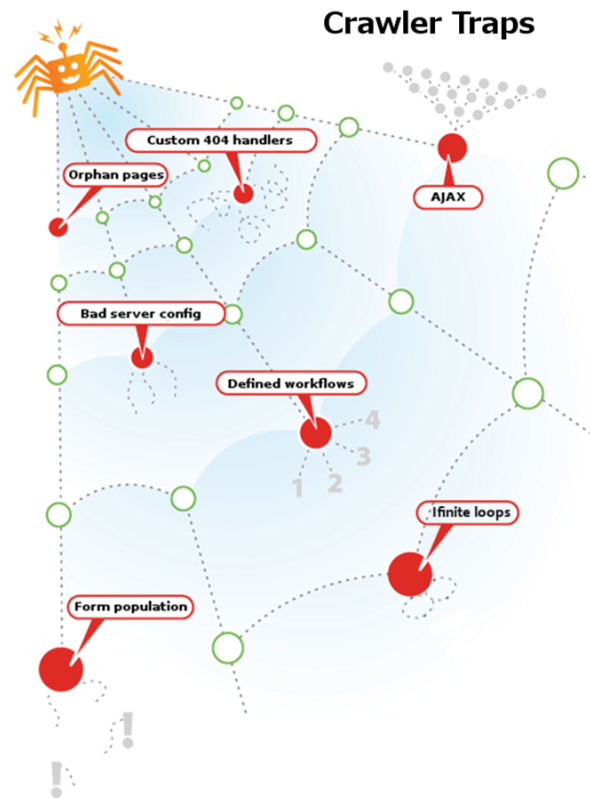 Crawler Traps
Custom 404 handlers
Orphan pages
AJAX
Bad server config
Defined workflows
4
3
2
1
Ifinite loops
Form population
!
!